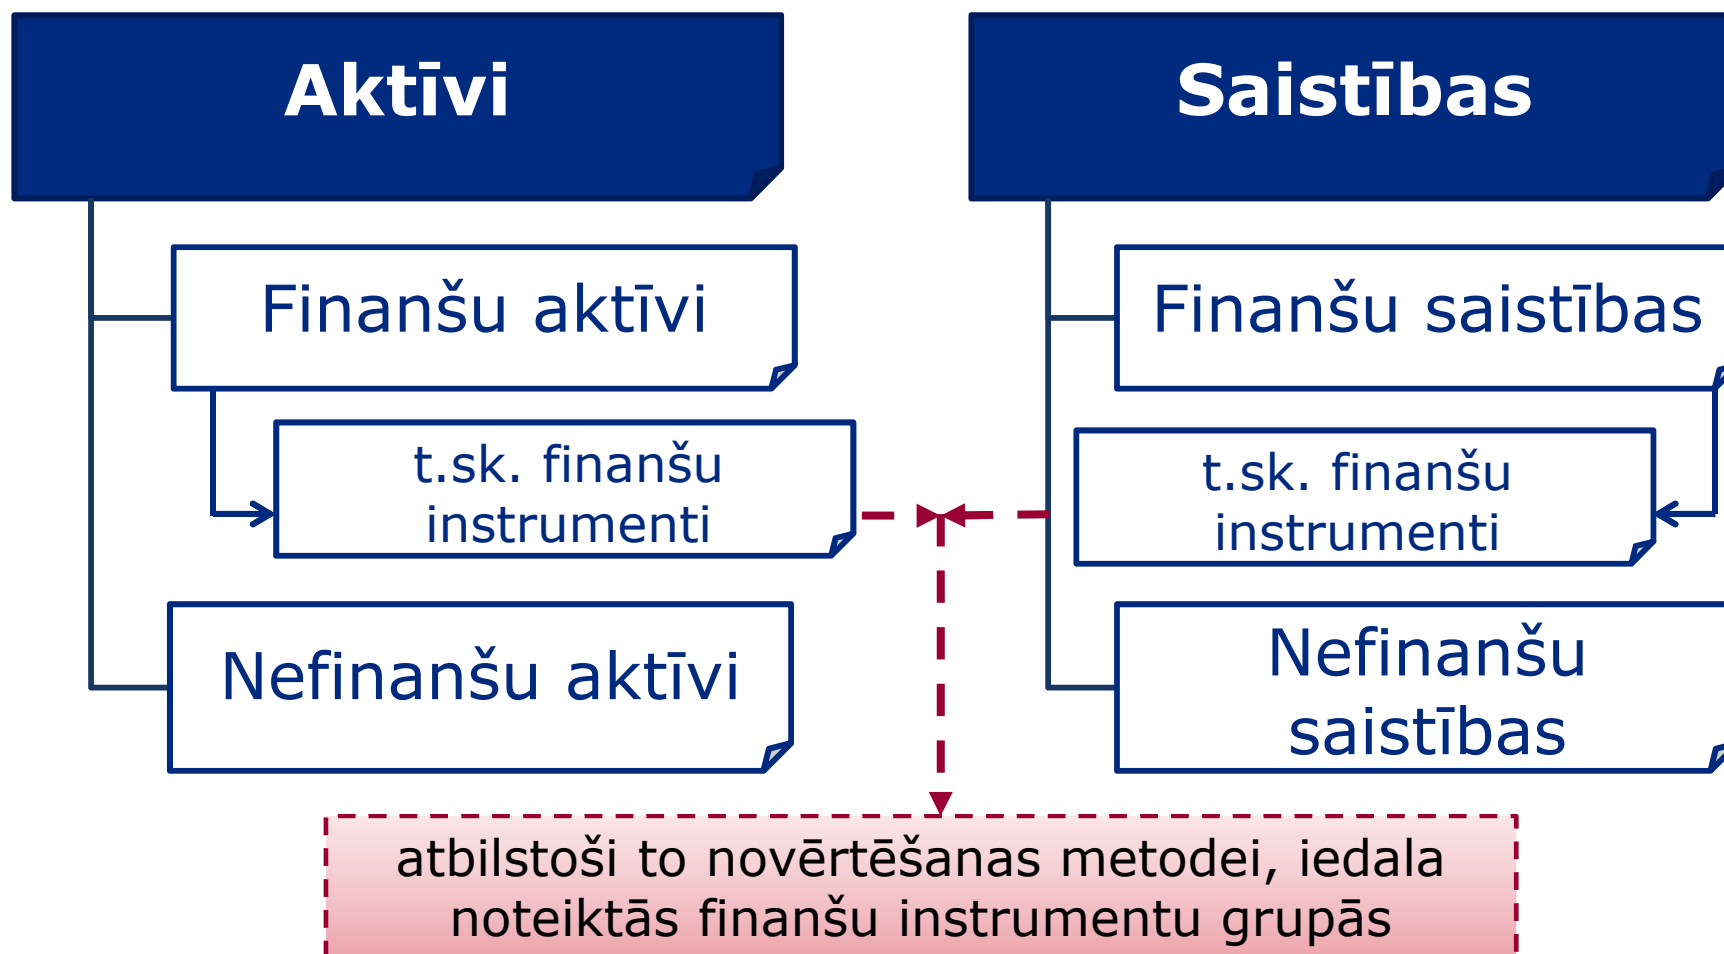 Aktīvi
Saistības
Finanšu aktīvi
Finanšu saistības
t.sk. finanšu
instrumenti
t.sk. finanšu
instrumenti
Nefinanšu aktīvi
Nefinanšu
saistības
atbilstoši to novērtēšanas metodei, iedala
noteiktās finanšu instrumentu grupās